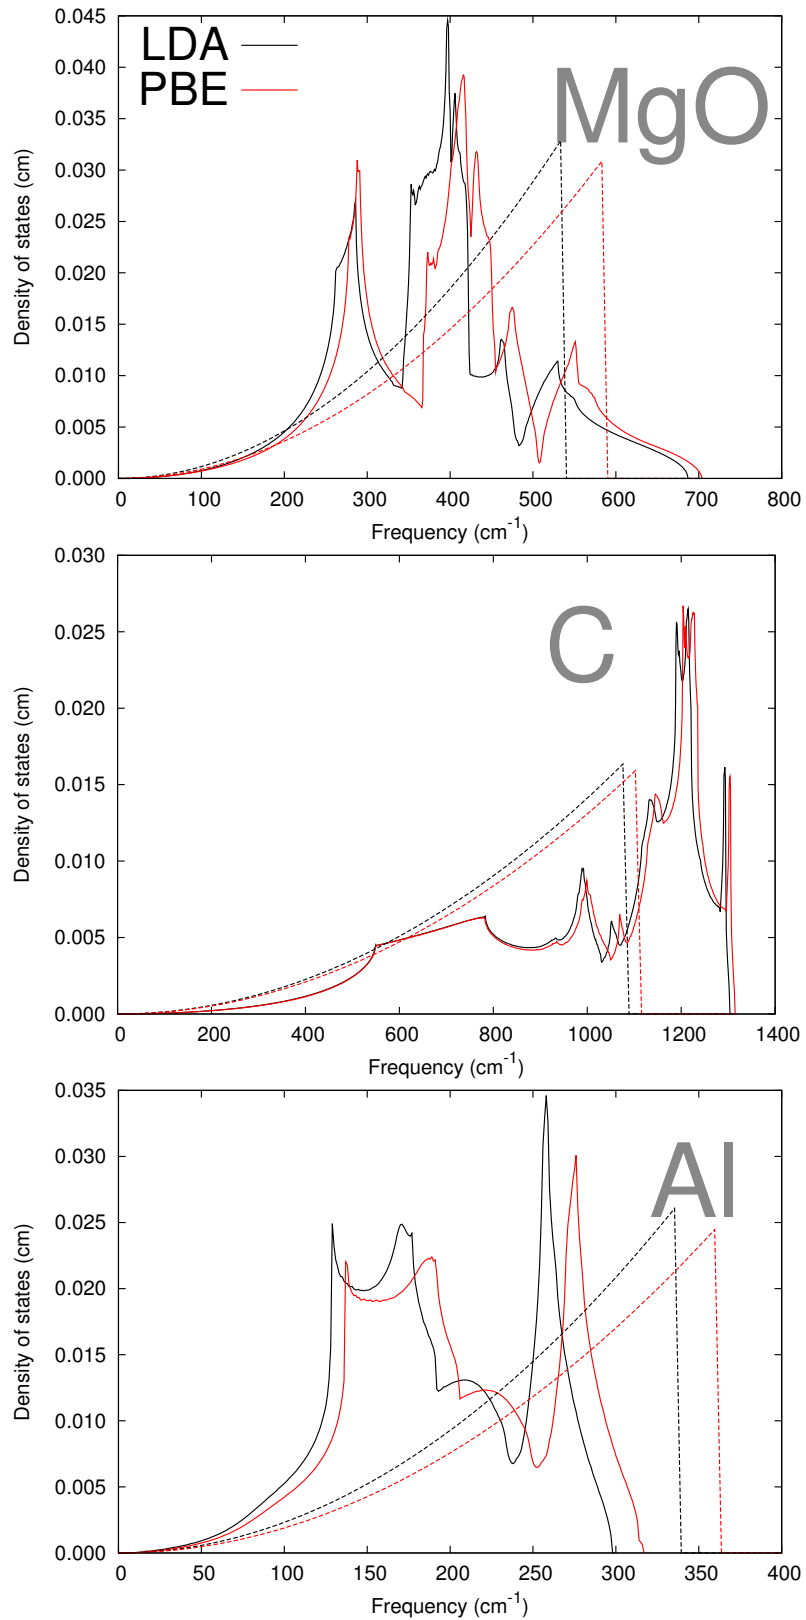 0.045
LDA
PBE
MgO
0.040
0.035
0.030
0.025
0.020
0.015
0.010
0.005
0.000
Density of states (cm)
0 100 200 300 400 500 600 700 800
Frequency (cm-1)
0.030
C
0.025
0.020
0.015
0.010
0.005
0.000
Density of states (cm)
0 200 400 600 800 1000 1200 1400
Frequency (cm-1)
0.035
Al
0.030
0.025
0.020
0.015
0.010
0.005
0.000
Density of states (cm)
0 50 100 150 200 250 300 350 400
Frequency (cm-1)